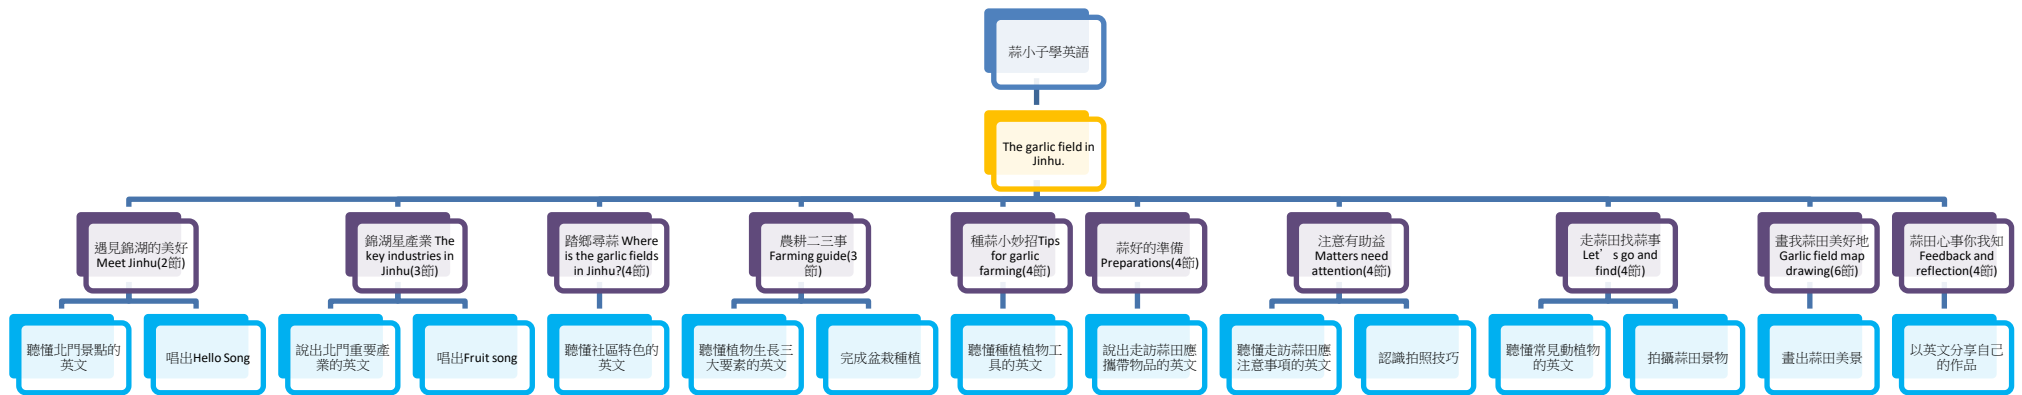 蒜小子學英語
The garlic field in
Jinhu.
遇見錦湖的美好
Meet Jinhu(2節)
錦湖星產業 The
key industries in
Jinhu(3節)
踏鄉尋蒜 Where
is the garlic fields
in Jinhu?(4節)
農耕二三事
Farming guide(3
節)
種蒜小妙招Tips
for garlic
farming(4節)
蒜好的準備
Preparations(4節)
注意有助益
Matters need
attention(4節)
走蒜田找蒜事
Let’s go and
find(4節)
畫我蒜田美好地
Garlic field map
drawing(6節)
蒜田心事你我知
Feedback and
reflection(4節)
聽懂北門景點的
英文
唱出Hello Song
說出北門重要產
業的英文
唱出Fruit song
聽懂社區特色的
英文
聽懂植物生長三
大要素的英文
完成盆栽種植
聽懂種植植物工
具的英文
說出走訪蒜田應
攜帶物品的英文
聽懂走訪蒜田應
注意事項的英文
認識拍照技巧
聽懂常見動植物
的英文
拍攝蒜田景物
畫出蒜田美景
以英文分享自己
的作品